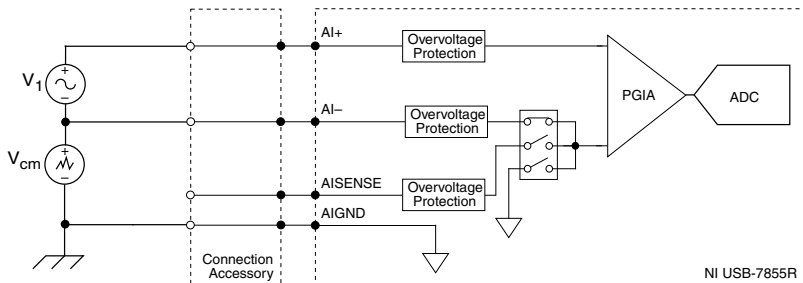 AI+
Overvoltage
Protection
V1
+
−
PGIA
ADC
AI–
Overvoltage
Protection
Vcm
+
−
AISENSE
Overvoltage
Protection
AIGND
Connection
Accessory
NI USB-7855R